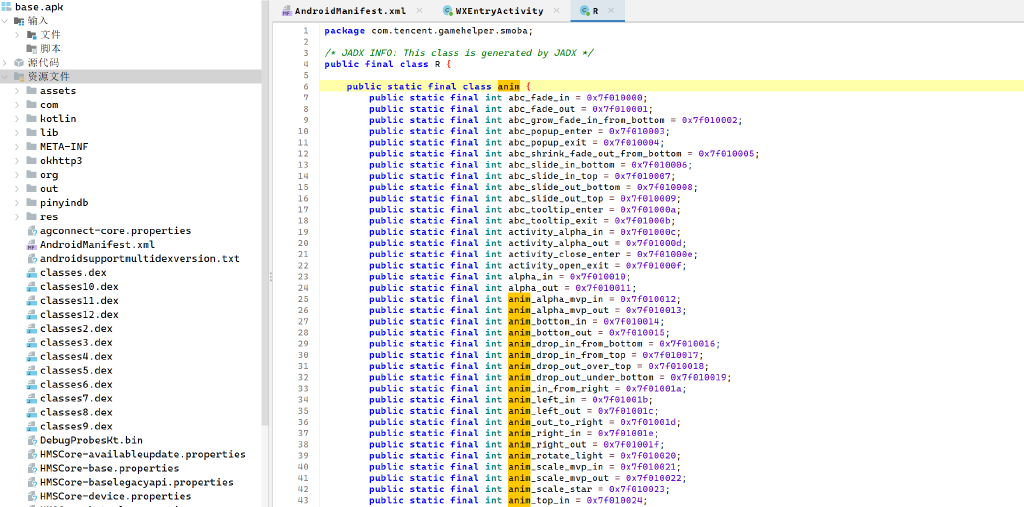 base.apk
输入
文件
脚本
源代码
资源文件
assets
com
kotlin
lib
META-INF
okhttp3
org
out
pinyindb
res
agconnect-core.properties
AndroidManifest.xml
androidsupportmultidexversion.txt
classes.dex
classes10.dex
classes11.dex
classes12.dex
classes2.dex
classes3.dex
classes4.dex
classes5.dex
classes6.dex
classes7.dex
classes8.dex
classes9.dex
DebugProbesKt.bin
HMSCore-availableupdate.properties
HMSCore-base.properties
HMSCore-baselegacyapi.properties
HMSCore-device.properties
AndroidManifest.xml × WXEntryActivity × R ×
1 package com.tencent.gamehelper.smoba;
2
3 /* JADX INFO: This class is generated by JADX */
4 public final class R {
5
6 public static final class anim {
7 public static final int abc_fade_in = 0x7f010000;
8 public static final int abc_fade_out = 0x7f010001;
9 public static final int abc_grow_fade_in_from_bottom = 0x7f010002;
10 public static final int abc_popup_enter = 0x7f010003;
11 public static final int abc_popup_exit = 0x7f010004;
12 public static final int abc_shrink_fade_out_from_bottom = 0x7f010005;
13 public static final int abc_slide_in_bottom = 0x7f010006;
14 public static final int abc_slide_in_top = 0x7f010007;
15 public static final int abc_slide_out_bottom = 0x7f010008;
16 public static final int abc_slide_out_top = 0x7f010009;
17 public static final int abc_tooltip_enter = 0x7f01000a;
18 public static final int abc_tooltip_exit = 0x7f01000b;
19 public static final int activity_alpha_in = 0x7f01000c;
20 public static final int activity_alpha_out = 0x7f01000d;
21 public static final int activity_close_enter = 0x7f01000e;
22 public static final int activity_open_exit = 0x7f01000f;
23 public static final int alpha_in = 0x7f010010;
24 public static final int alpha_out = 0x7f010011;
25 public static final int anim_alpha_mvp_in = 0x7f010012;
26 public static final int anim_alpha_mvp_out = 0x7f010013;
27 public static final int anim_bottom_in = 0x7f010014;
28 public static final int anim_bottom_out = 0x7f010015;
29 public static final int anim_drop_in_from_bottom = 0x7f010016;
30 public static final int anim_drop_in_from_top = 0x7f010017;
31 public static final int anim_drop_out_over_top = 0x7f010018;
32 public static final int anim_drop_out_under_bottom = 0x7f010019;
33 public static final int anim_in_from_right = 0x7f01001a;
34 public static final int anim_left_in = 0x7f01001b;
35 public static final int anim_left_out = 0x7f01001c;
36 public static final int anim_out_to_right = 0x7f01001d;
37 public static final int anim_right_in = 0x7f01001e;
38 public static final int anim_right_out = 0x7f01001f;
39 public static final int anim_rotate_light = 0x7f010020;
40 public static final int anim_scale_mvp_in = 0x7f010021;
41 public static final int anim_scale_mvp_out = 0x7f010022;
42 public static final int anim_scale_star = 0x7f010023;
43 public static final int anim_top_in = 0x7f010024;